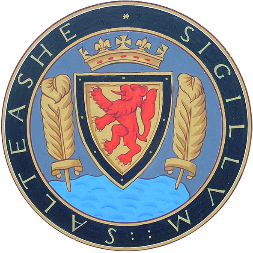 * SIGILLVM : : SALTEASHE